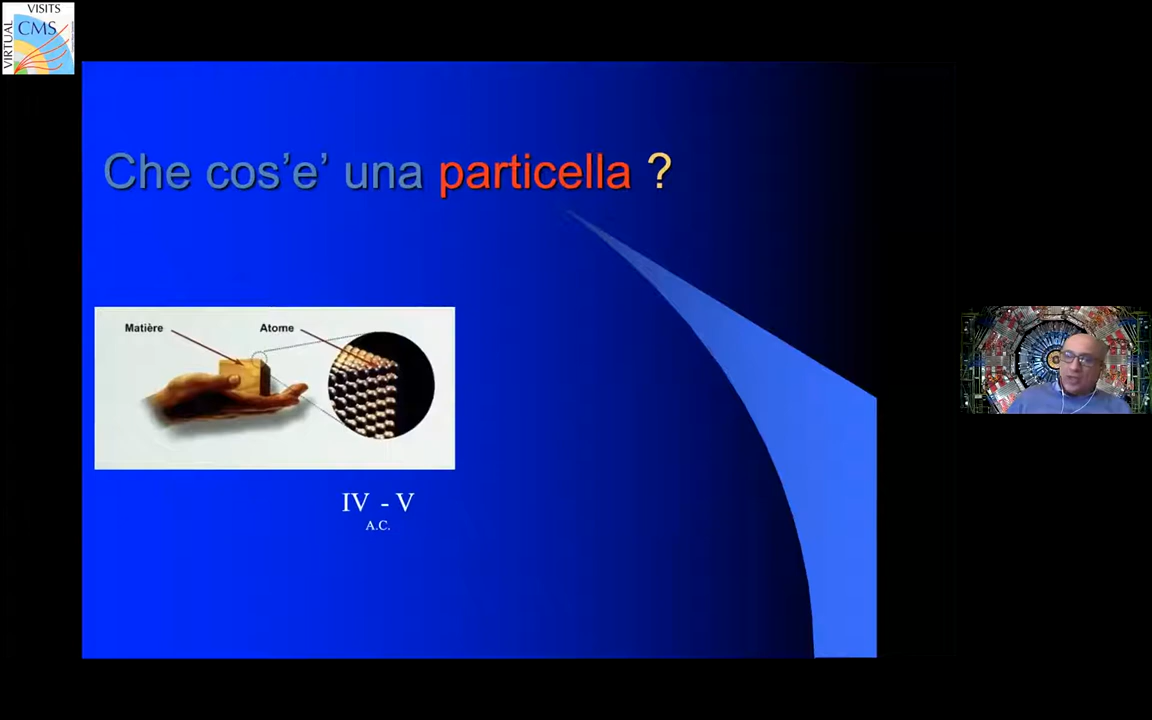 VISITS
CMS
VIRTUAL
Che cos'e' una particella ?
Matière
Atome
IV - V
A.C.